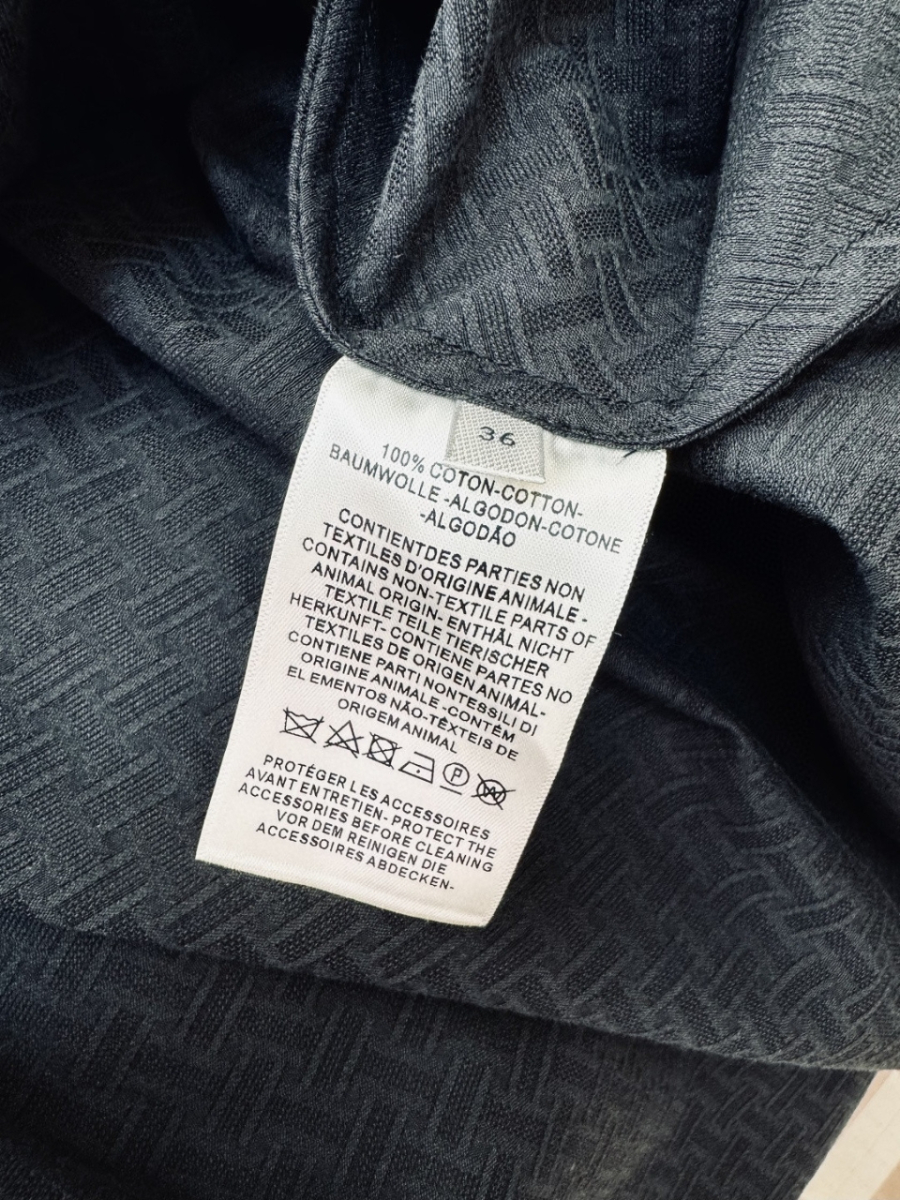 36
100% COTON-COTTON-
BAUMWOLLE -ALGODON-COTONE
-ALGODÃO
CONTIENTDES PARTIES NON
TEXTILES D'ORIGINE ANIMALE -
CONTAINS NON-TEXTILE PARTS OF
ANIMAL ORIGIN, ENTHÄL NICHT
TEXTILE TEILE TIERISCHER
HERKUNFT- CONTIENE PARTES NO
TEXTILES DE ORIGEN ANIMAL-
CONTIENE PARTI NONTESSILI DI
ORIGINE ANIMALE -CONTÉM
EL EMENTOS NÃO-TÊXTEIS DE
ORIGEM ANIMAL
P
W
PROTÉGER LES ACCESSOIRES
AVANT ENTRETIEN- PROTECT THE
ACCESSORIES BEFORE CLEANING
VOR DEM REINIGEN DIE
ACCESSOIRES ABDECKEN-